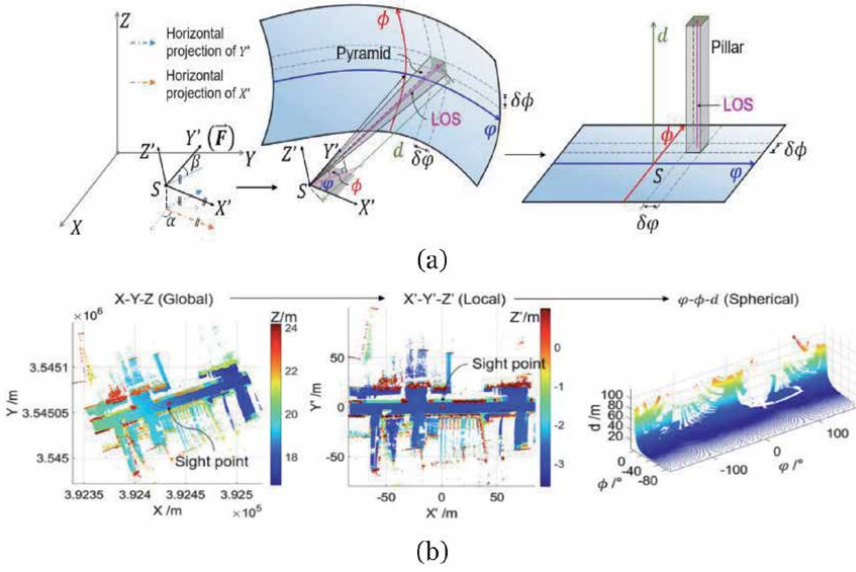 Z
Horizontal
projection of Y'
Horizontal
projection of X'
Y' (F⃗)
Z'
β
Y
S
X'
α
X
ϕ
Pyramid
LOS
δϕ
φ
d
δφ
Z'
Y'
φ
ϕ
S
X'
d
Pillar
LOS
ϕ
δϕ
φ
S
δφ
(a)
X-Y-Z (Global)
X'-Y'-Z' (Local)
φ-ϕ-d (Spherical)
×10⁶
Z/m
24
22
20
18
3.5451
3.54505
3.545
Y /m
Sight point
3.9235
3.924
3.9245
3.925
X /m
×10⁵
Z'/m
0
-1
-2
-3
50
0
-50
Y' /m
Sight point
-50
0
50
X' /m
100
80
60
40
20
d /m
0
-40
-80
ϕ /°
-100
0
100
φ /°
(b)